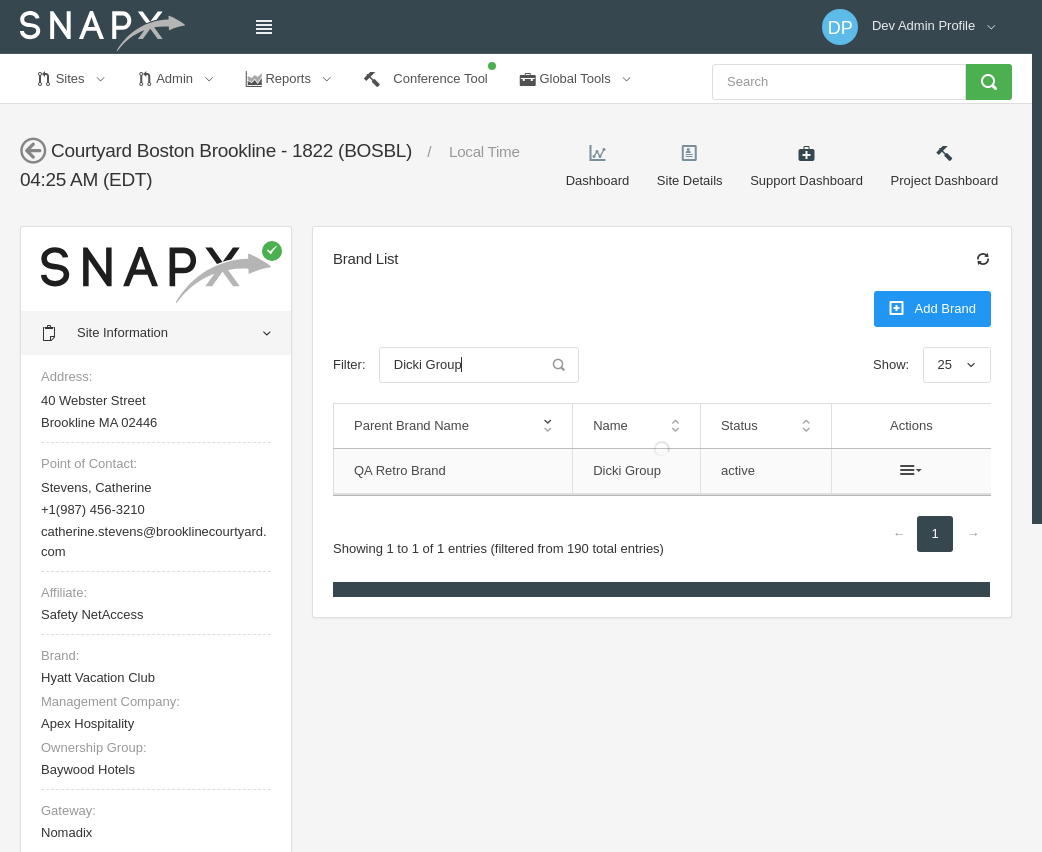 SNAPX
DP Dev Admin Profile
Sites Admin Reports Conference Tool Global Tools Search
Courtyard Boston Brookline - 1822 (BOSBL) / Local Time
04:25 AM (EDT)
Dashboard Site Details Support Dashboard Project Dashboard
SNAPX
Site Information
Address:
40 Webster Street
Brookline MA 02446
Point of Contact:
Stevens, Catherine
+1(987) 456-3210
catherine.stevens@brooklinecourtyard.
com
Affiliate:
Safety NetAccess
Brand:
Hyatt Vacation Club
Management Company:
Apex Hospitality
Ownership Group:
Baywood Hotels
Gateway:
Nomadix
Brand List
Add Brand
Filter: Dicki Group Show: 25
Parent Brand Name Name Status Actions
QA Retro Brand Dicki Group active
← 1 →
Showing 1 to 1 of 1 entries (filtered from 190 total entries)